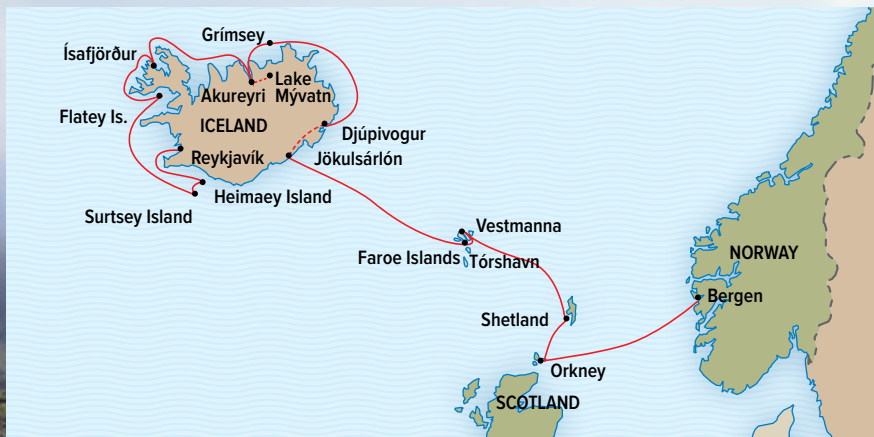 Grímsey
Ísafjörður
Lake
Mývatn
Akureyri
Flatey Is.
ICELAND
Djúpivogur
Reykjavík
Jökulsárlón
Heimaey Island
Surtsey Island
Vestmanna
Faroe Islands
Tórshavn
NORWAY
Bergen
Shetland
Orkney
SCOTLAND